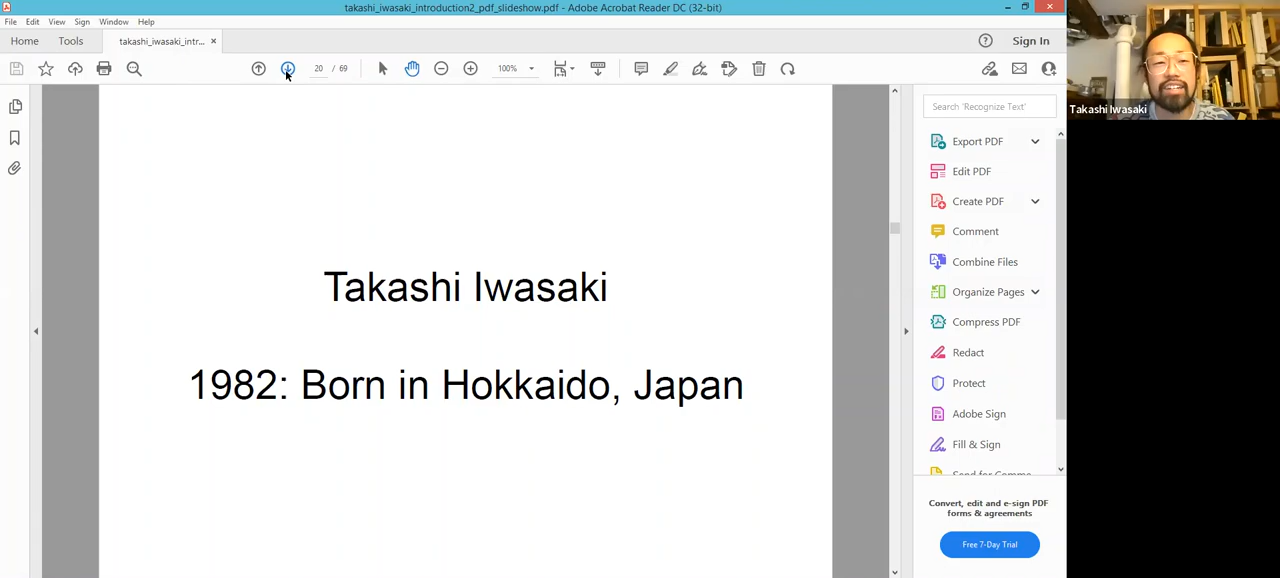 takashi_iwasaki_introduction2_pdf_slideshow.pdf - Adobe Acrobat Reader DC (32-bit)
File Edit View Sign Window Help
Home Tools takashi_iwasaki_intr... Sign In
20 / 69 100%
Takashi Iwasaki
Search 'Recognize Text'
Export PDF
Edit PDF
Create PDF
Comment
Combine Files
Organize Pages
Compress PDF
Redact
Protect
Adobe Sign
Fill & Sign
Send for Comme
Convert, edit and e-sign PDF
forms & agreements
Free 7-Day Trial
Takashi Iwasaki
1982: Born in Hokkaido, Japan